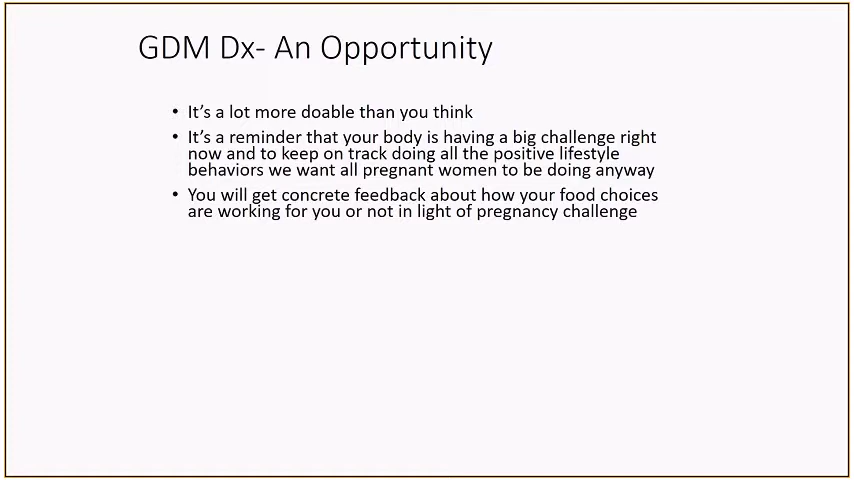 GDM Dx- An Opportunity
• It's a lot more doable than you think
• It's a reminder that your body is having a big challenge right
now and to keep on track doing all the positive lifestyle
behaviors we want all pregnant women to be doing anyway
• You will get concrete feedback about how your food choices
are working for you or not in light of pregnancy challenge